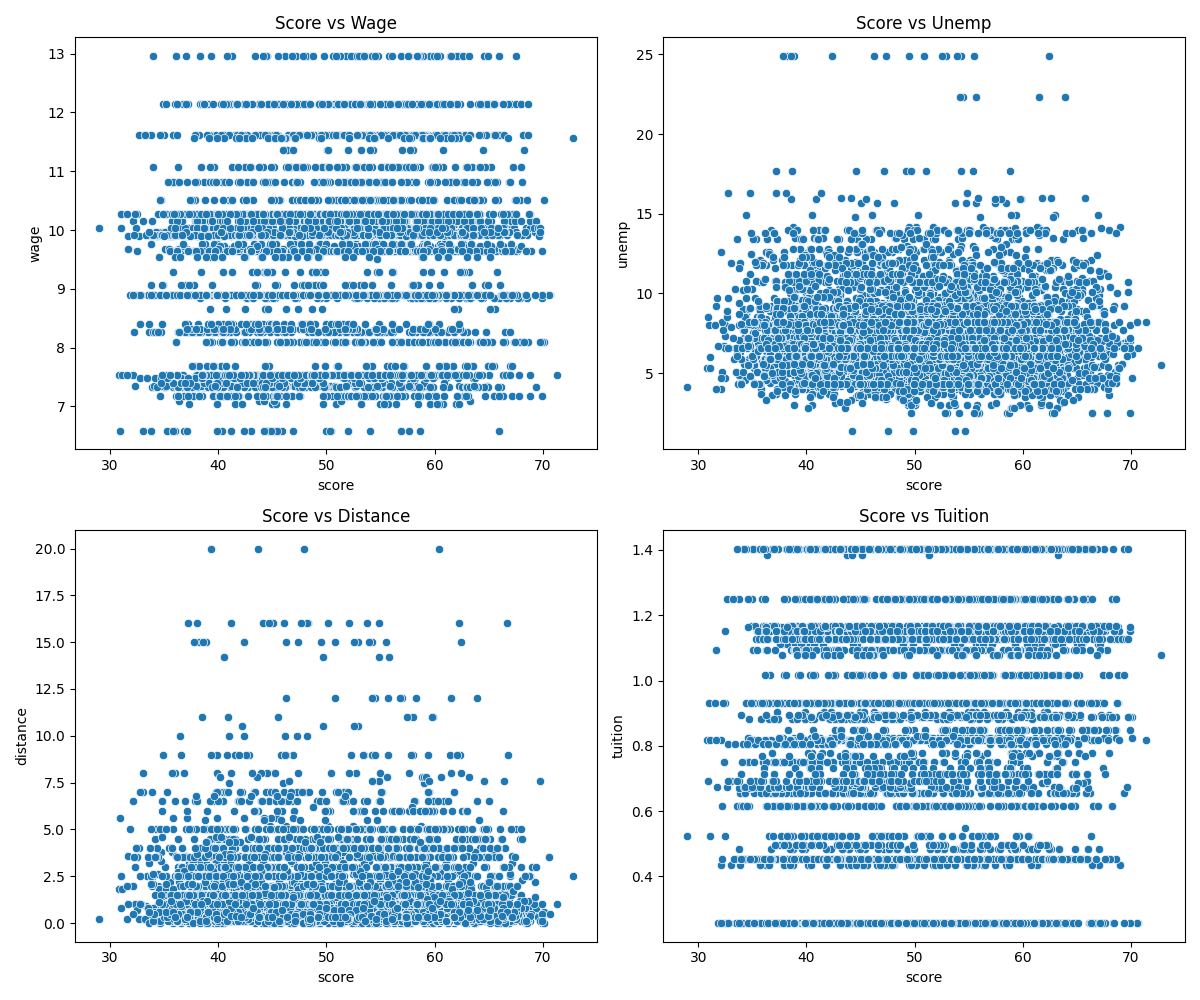 Score vs Wage
13
12
11
10
9
8
7
wage
30 40 50 60 70
score
Score vs Unemp
25
20
15
10
5
unemp
30 40 50 60 70
score
Score vs Distance
20.0
17.5
15.0
12.5
10.0
7.5
5.0
2.5
0.0
distance
30 40 50 60 70
score
Score vs Tuition
1.4
1.2
1.0
0.8
0.6
0.4
tuition
30 40 50 60 70
score